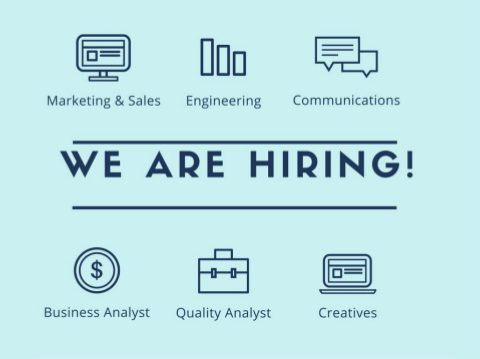 Marketing & Sales Engineering Communications
WE ARE HIRING!
$
Business Analyst Quality Analyst Creatives